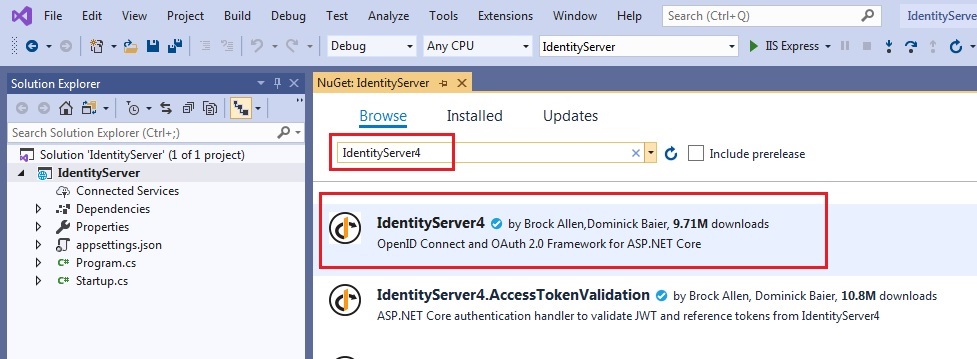 File Edit View Project Build Debug Test Analyze Tools Extensions Window Help Search (Ctrl+Q) IdentityServer
Debug Any CPU IdentityServer IIS Express
Solution Explorer
Search Solution Explorer (Ctrl+;)
Solution 'IdentityServer' (1 of 1 project)
IdentityServer
Connected Services
Dependencies
Properties
appsettings.json
Program.cs
Startup.cs
NuGet: IdentityServer
Browse Installed Updates
IdentityServer4 Include prerelease
IdentityServer4 by Brock Allen,Dominick Baier, 9.71M downloads
OpenID Connect and OAuth 2.0 Framework for ASP.NET Core
IdentityServer4.AccessTokenValidation by Brock Allen, Dominick Baier, 10.8M downloads
ASP.NET Core authentication handler to validate JWT and reference tokens from IdentityServer4